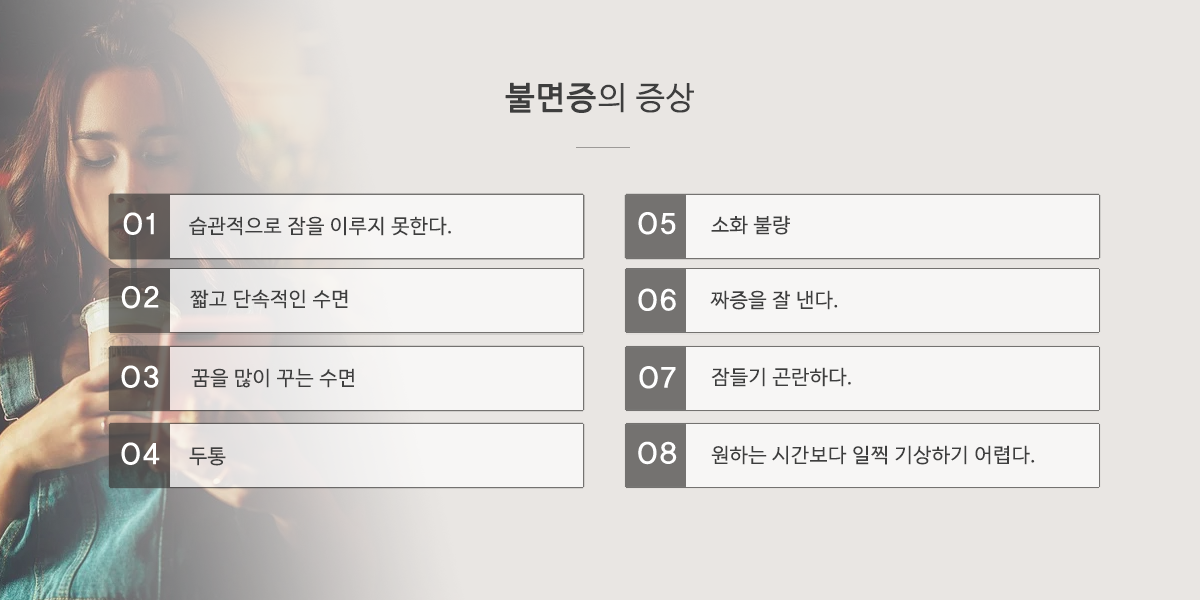 불면증의 증상
01 습관적으로 잠을 이루지 못한다.
02 짧고 단속적인 수면
03 꿈을 많이 꾸는 수면
04 두통
05 소화 불량
06 짜증을 잘 낸다.
07 잠들기 곤란하다.
08 원하는 시간보다 일찍 기상하기 어렵다.